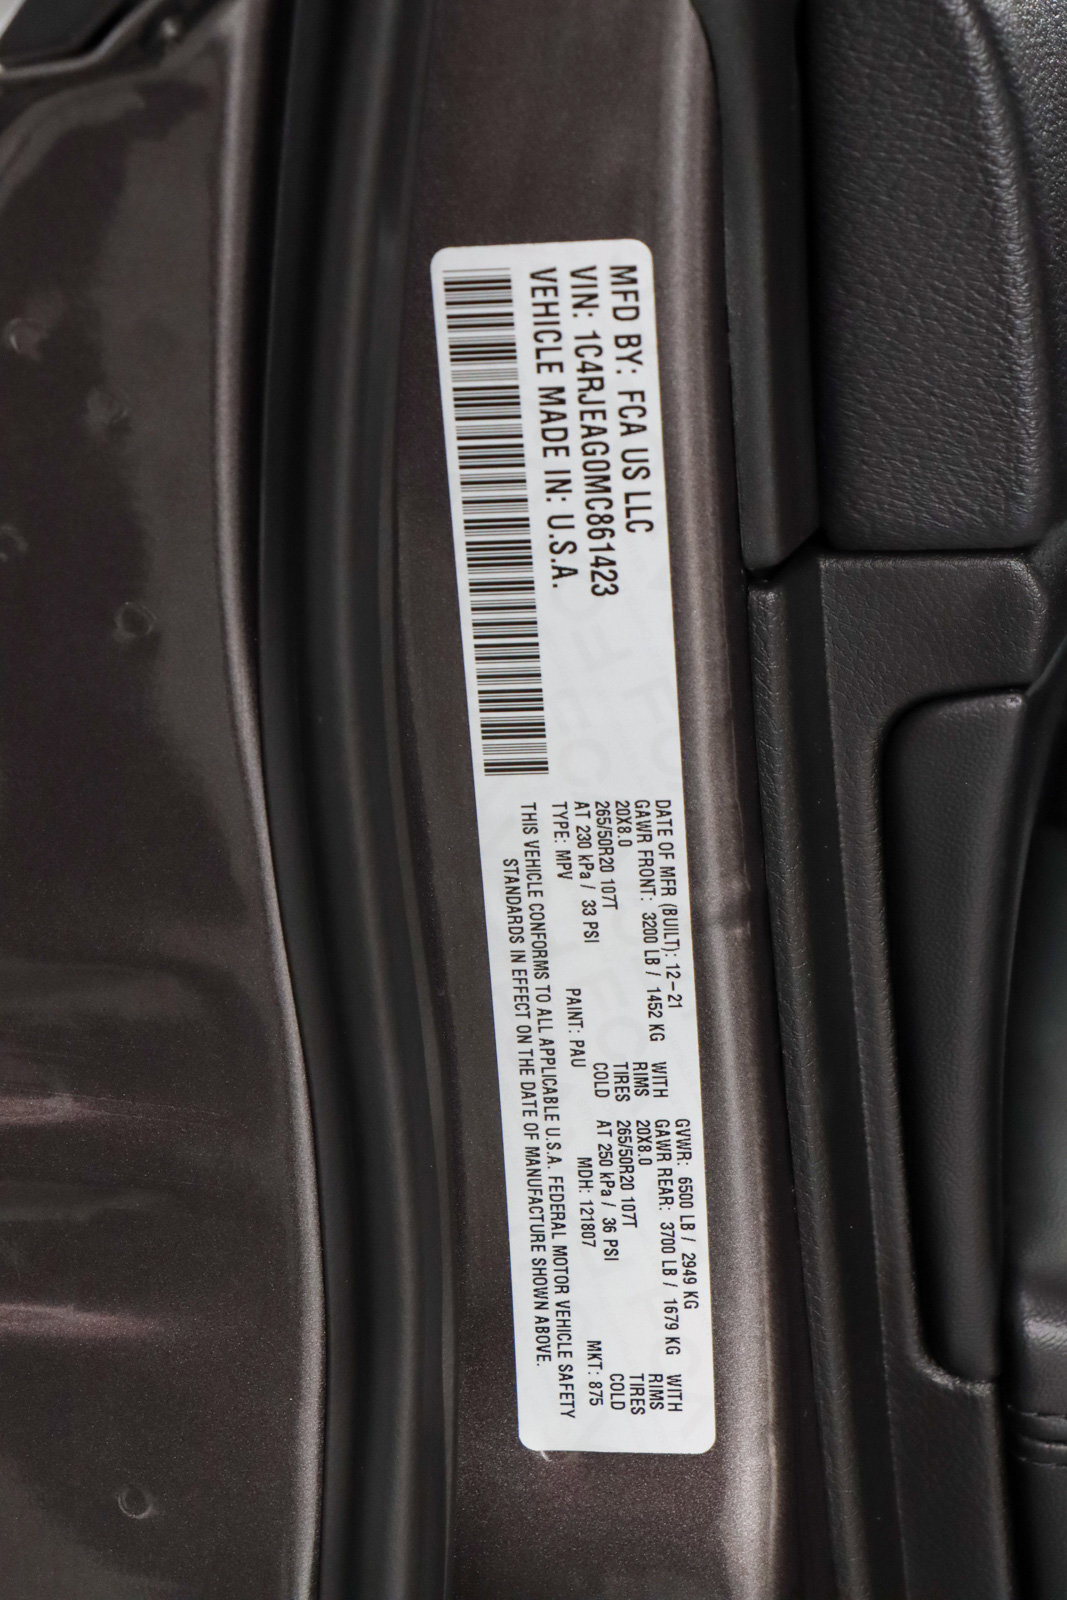 MFD BY: FCA US LLC
VIN: 1C4RJEAG0MC861423
VEHICLE MADE IN: U.S.A.
DATE OF MFR (BUILT): 12-21 GVWR: 6500 LB / 2949 KG
GAWR FRONT: 3200 LB / 1452 KG WITH GAWR REAR: 3700 LB / 1679 KG WITH
20X8.0 RIMS 20X8.0 RIMS
265/50R20 107T TIRES 265/50R20 107T TIRES
AT 230 kPa / 33 PSI COLD AT 250 kPa / 36 PSI COLD
TYPE: MPV PAINT: PAU MDH: 121807 MKT: 875
THIS VEHICLE CONFORMS TO ALL APPLICABLE U.S.A. FEDERAL MOTOR VEHICLE SAFETY
STANDARDS IN EFFECT ON THE DATE OF MANUFACTURE SHOWN ABOVE.